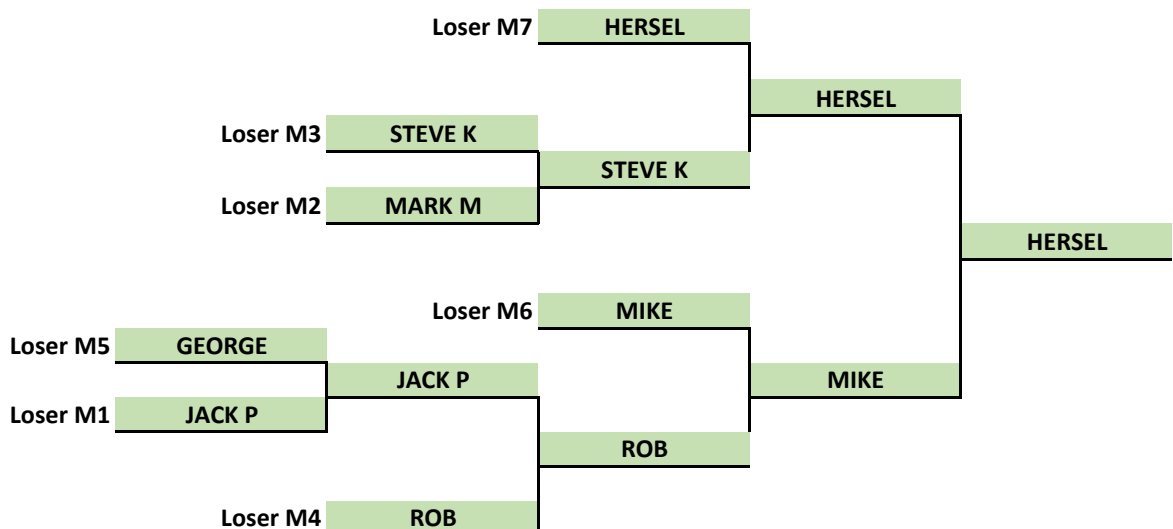 Loser M7 HERSEL
HERSEL
Loser M3 STEVE K
STEVE K
Loser M2 MARK M
HERSEL
Loser M6 MIKE
Loser M5 GEORGE
JACK P
MIKE
Loser M1 JACK P
ROB
Loser M4 ROB